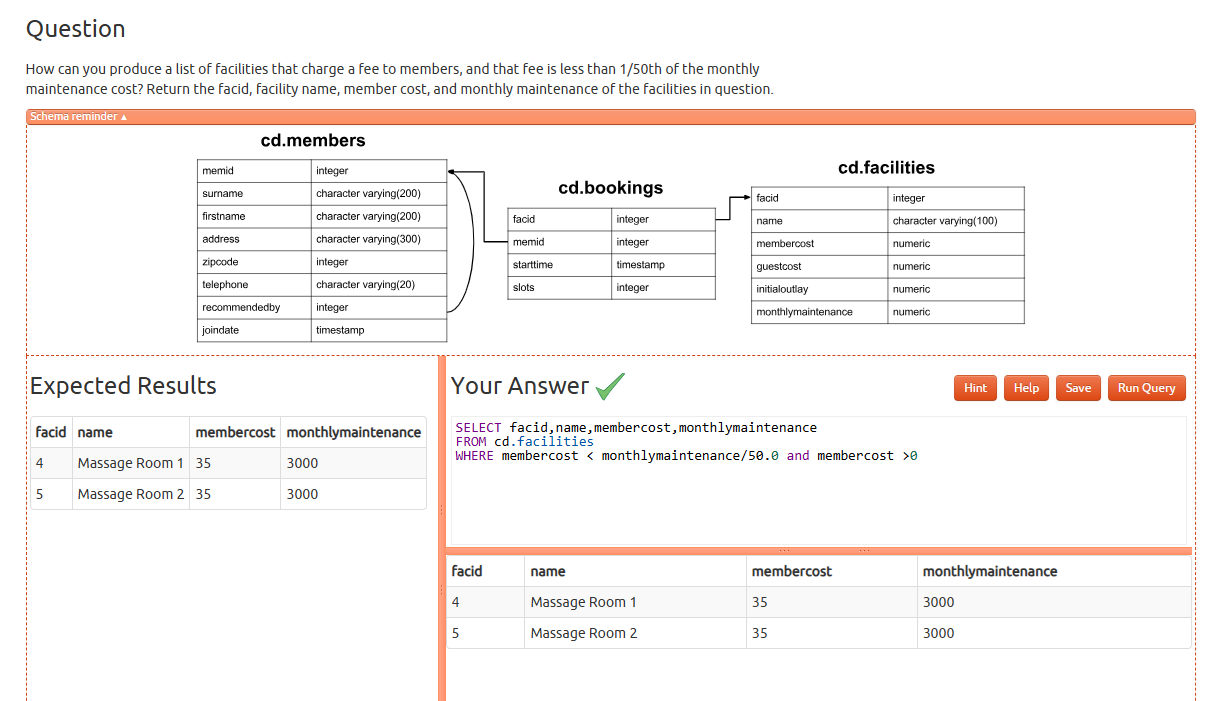 Question
How can you produce a list of facilities that charge a fee to members, and that fee is less than 1/50th of the monthly
maintenance cost? Return the facid, facility name, member cost, and monthly maintenance of the facilities in question.
Schema reminder ▲
cd.members
memid integer
surname character varying(200)
firstname character varying(200)
address character varying(300)
zipcode integer
telephone character varying(20)
recommendedby integer
joindate timestamp
cd.bookings
facid integer
memid integer
starttime timestamp
slots integer
cd.facilities
facid integer
name character varying(100)
membercost numeric
guestcost numeric
initialoutlay numeric
monthlymaintenance numeric
Expected Results
facid name membercost monthlymaintenance
4 Massage Room 1 35 3000
5 Massage Room 2 35 3000
Your Answer
Hint Help Save Run Query
SELECT facid,name,membercost,monthlymaintenance
FROM cd.facilities
WHERE membercost < monthlymaintenance/50.0 and membercost >0
facid name membercost monthlymaintenance
4 Massage Room 1 35 3000
5 Massage Room 2 35 3000